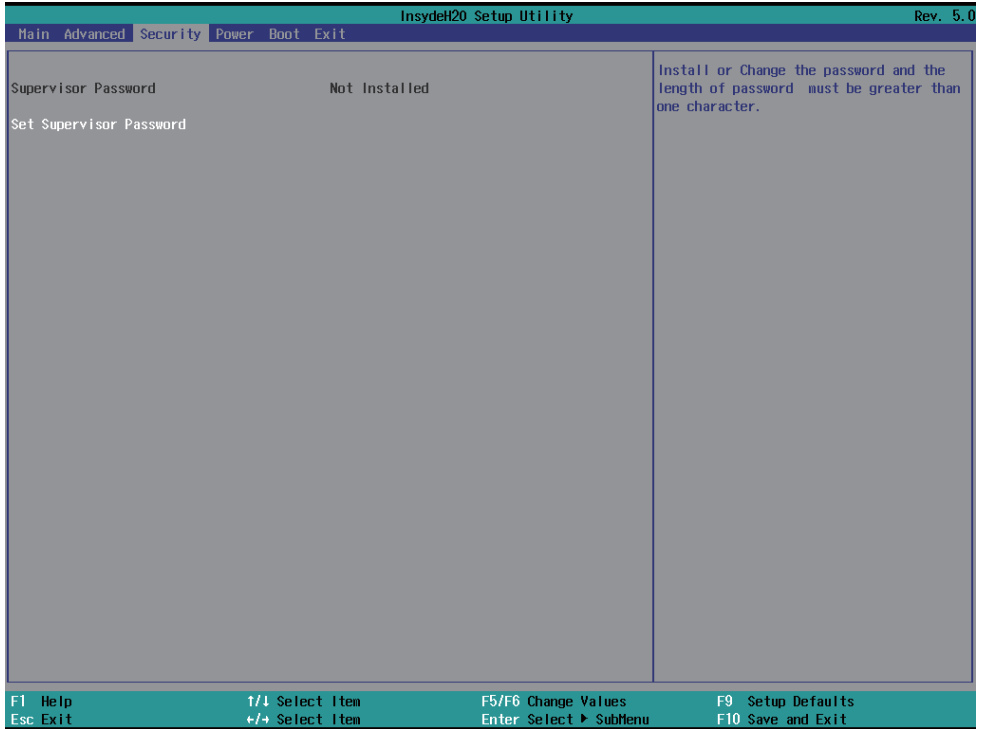 InsydeH20 Setup Utility Rev. 5.0
Main Advanced Security Power Boot Exit
Supervisor Password Not Installed
Set Supervisor Password
Install or Change the password and the
length of password must be greater than
one character.
F1 Help ↑/↓ Select Item F5/F6 Change Values F9 Setup Defaults
Esc Exit ←/→ Select Item Enter Select ▶ SubMenu F10 Save and Exit